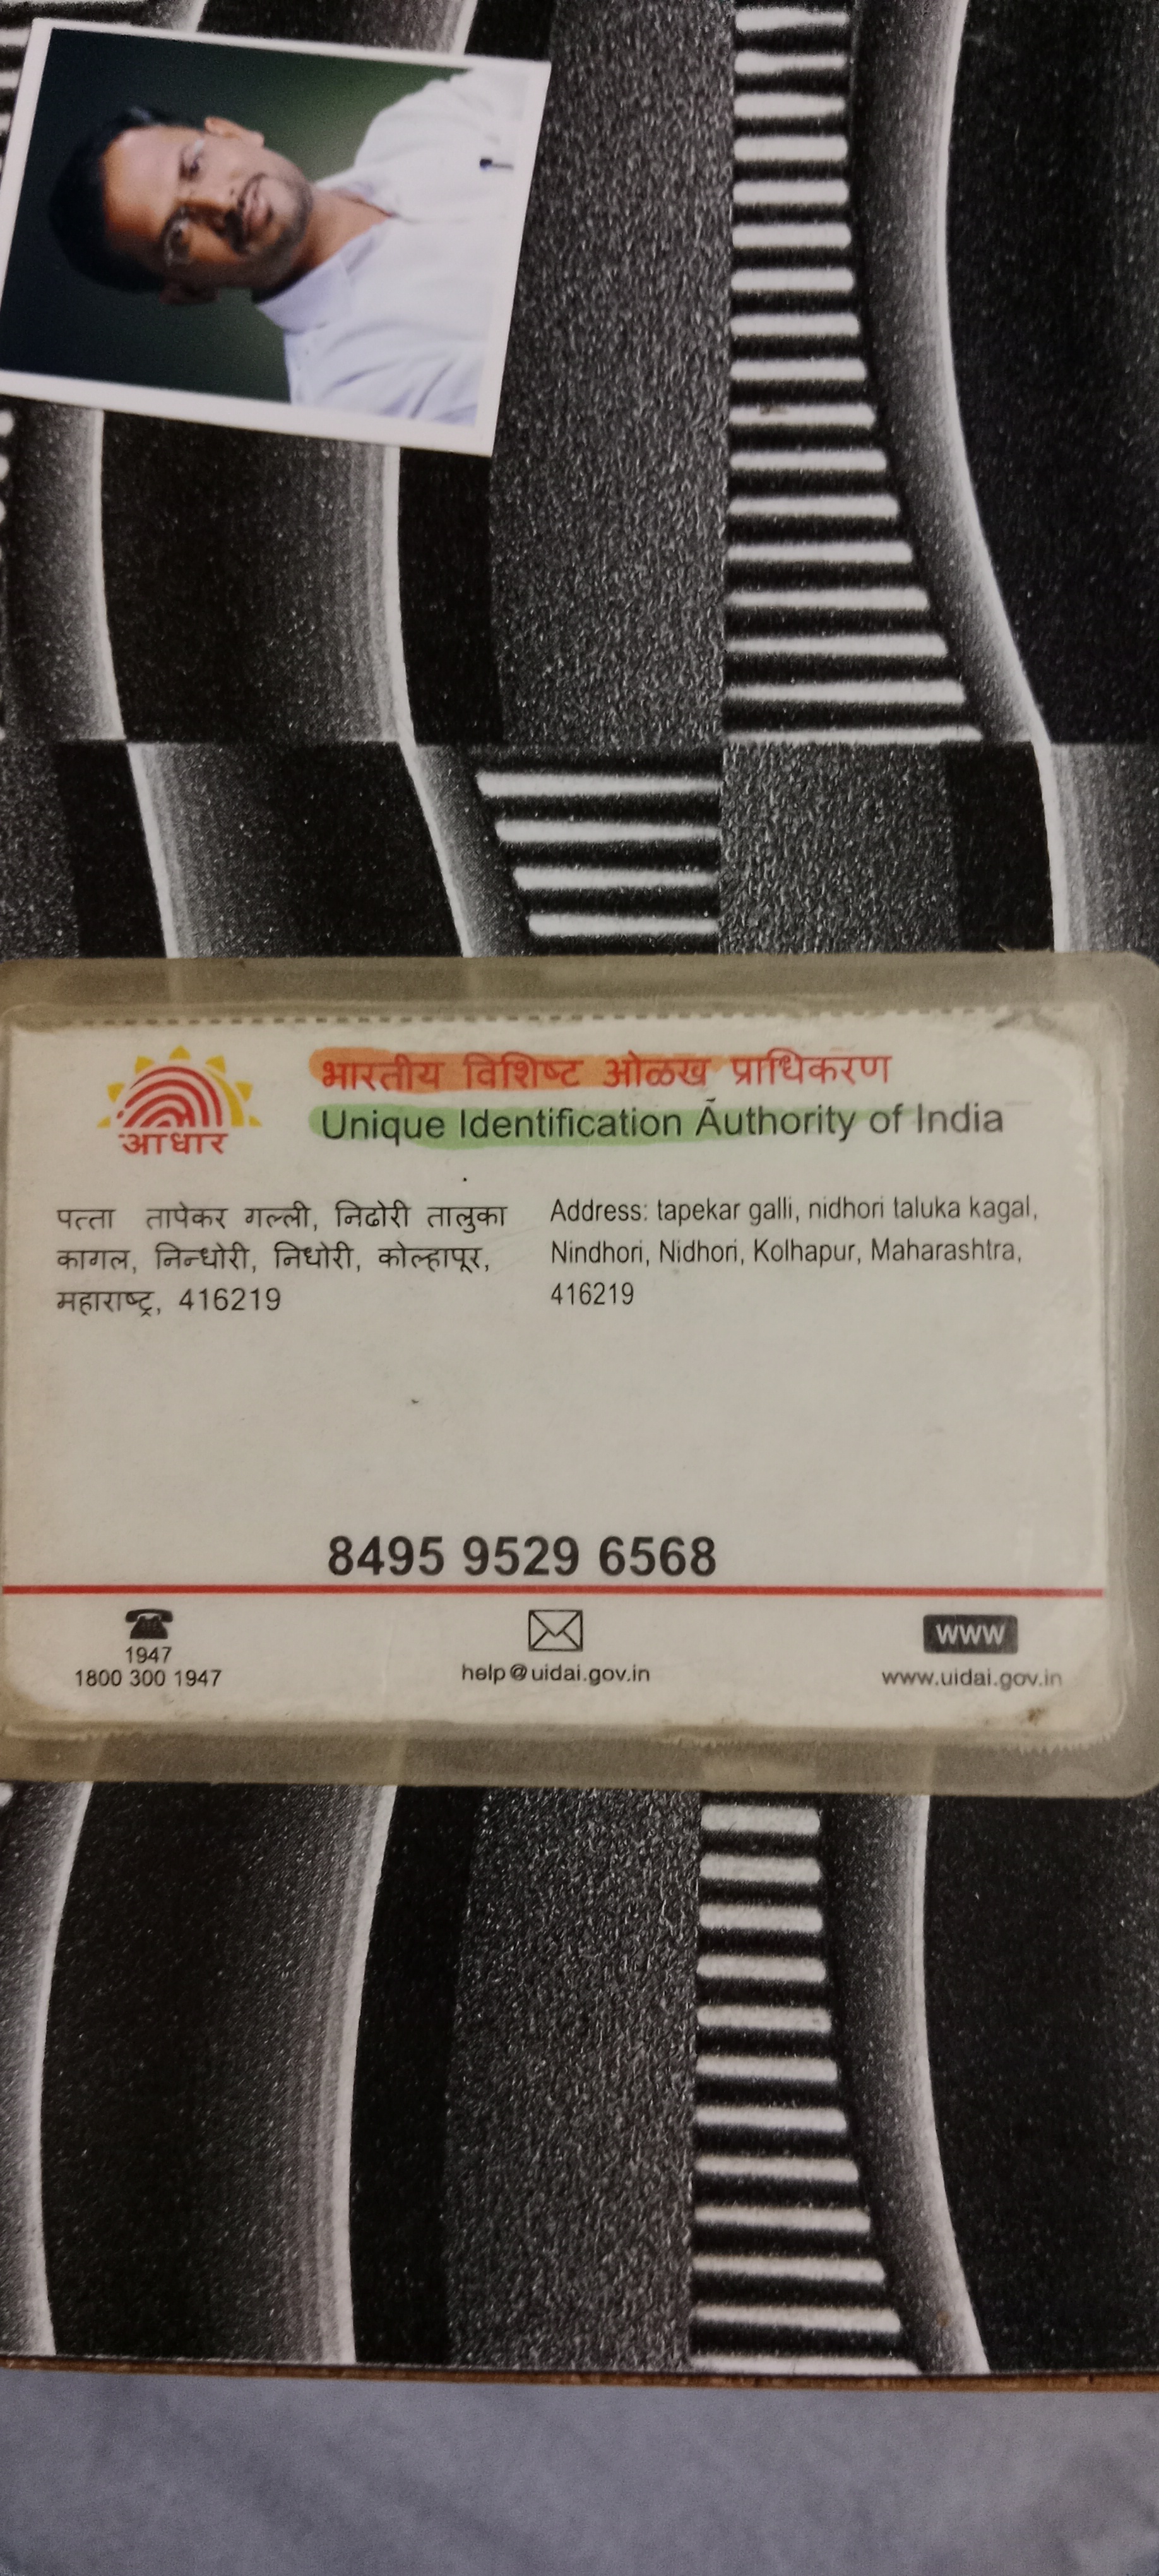 आधार
भारतीय विशिष्ट ओळख प्राधिकरण
Unique Identification Authority of India
पत्ता तापेकर गल्ली, निढोरी तालुका
कागल, निन्धोरी, निधोरी, कोल्हापूर,
महाराष्ट्र, 416219
Address: tapekar galli, nidhori taluka kagal,
Nindhori, Nidhori, Kolhapur, Maharashtra,
416219
8495 9529 6568
1947
1800 300 1947
help@uidai.gov.in
WWW
www.uidai.gov.in